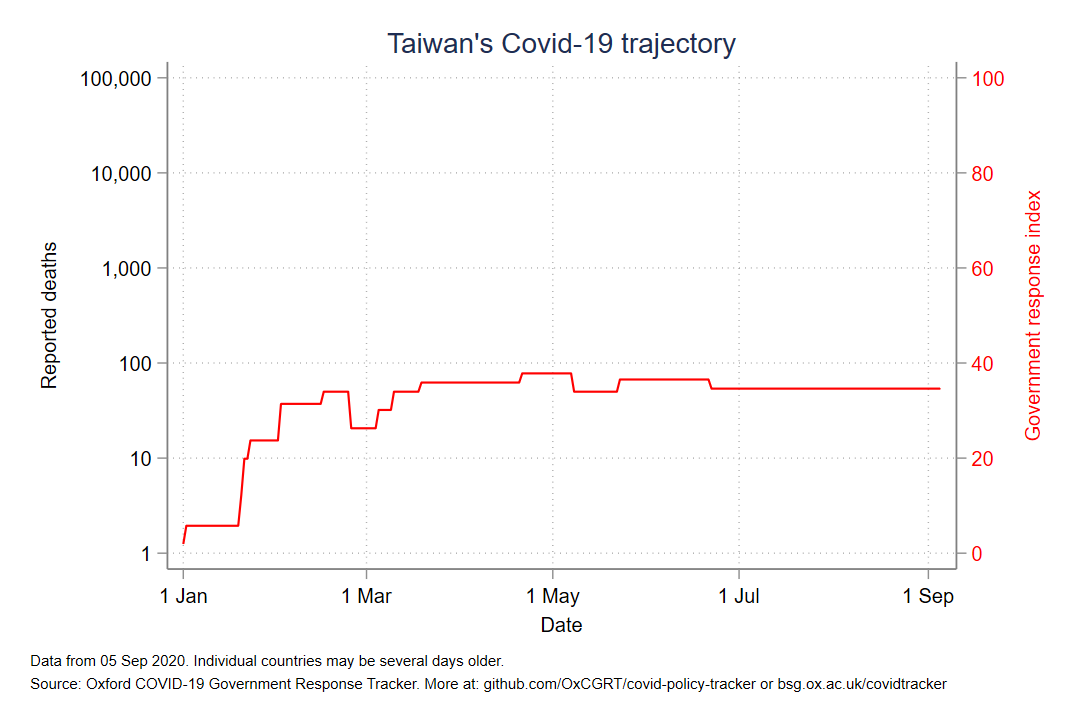 Taiwan's Covid-19 trajectory
100,000
10,000
1,000
100
10
1
Reported deaths
100
80
60
40
20
0
Government response index
1 Jan
1 Mar
1 May
1 Jul
1 Sep
Date
Data from 05 Sep 2020. Individual countries may be several days older.
Source: Oxford COVID-19 Government Response Tracker. More at: github.com/OxCGRT/covid-policy-tracker or bsg.ox.ac.uk/covidtracker